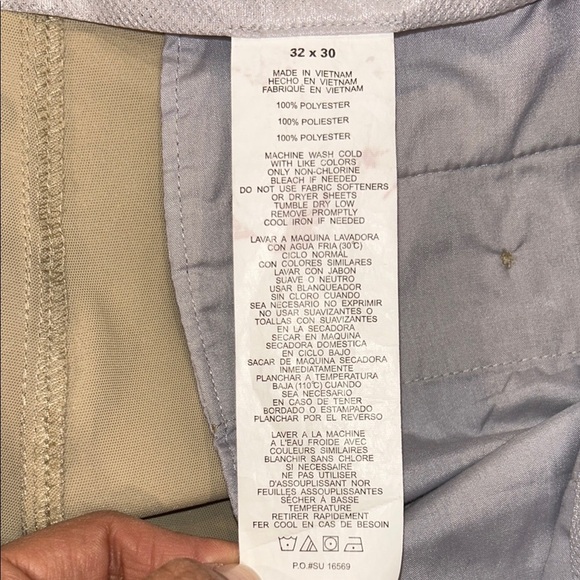 32 x 30
MADE IN VIETNAM
HECHO EN VIETNAM
FABRIQUÉ EN VIETNAM
100% POLYESTER
100% POLIESTER
100% POLYESTER
MACHINE WASH COLD
WITH LIKE COLORS
ONLY NON-CHLORINE
BLEACH IF NEEDED
DO NOT USE FABRIC SOFTENERS
OR DRYER SHEETS
TUMBLE DRY LOW
REMOVE PROMPTLY
COOL IRON IF NEEDED
LAVAR A MAQUINA LAVADORA
CON AGUA FRIA (30°C)
CICLO NORMÁL
CON COLORES SIMILARES
LAVAR CON JABON
SUAVE O NEUTRO
USAR BLANQUEADOR
SIN CLORO CUANDO
SEA NECESARIO NO EXPRIMIR
NO USAR SUAVIZANTES O
TOALLAS CON SUAVIZANTES
EN LA SECADORA
SECAR EN MAQUINA
SECADORA DOMESTICA
EN CICLO BAJO
SACAR DE MAQUINA SECADORA
INMEDIATAMENTE
PLANCHAR A TEMPERATURA
BAJA (110°C) CUANDO
SEA NECESARIO
EN CASO DE TENER
BORDADO O ESTAMPADO
PLANCHAR POR EL REVERSO
LAVER A LA MACHINE
A L'EAU FROIDE AVEC
COULEURS SIMILAIRES
BLANCHIR SANS CHLORE
SI NECESSAIRE
NE PAS UTILISER
D'ASSOUPLISSANT NOR
FEUILLES ASSOUPLISSANTES
SÉCHER À BASSE
TEMPERATURE
RETIRER RAPIDEMENT
FER COOL EN CAS DE BESOIN
P.O.#SU 16569